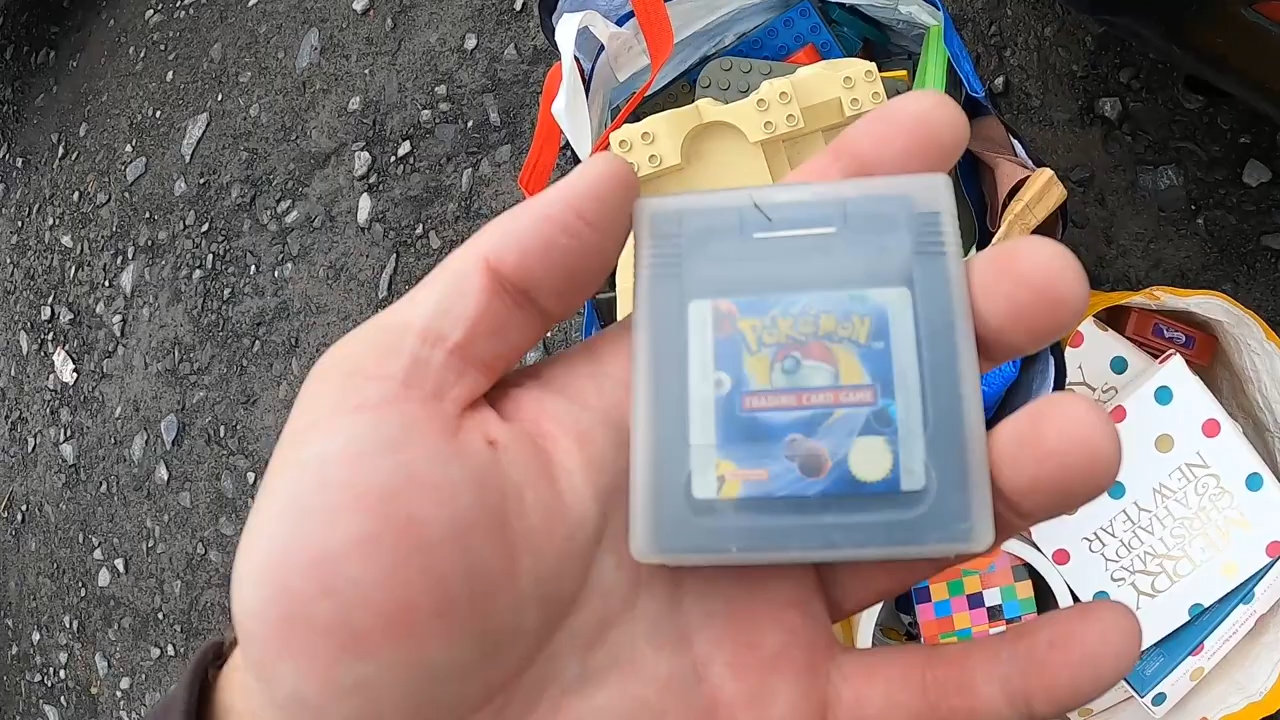 POKéMON
TRADING CARD GAME
MERRY
CHRISTMAS
& A HAPPY
NEW YEAR